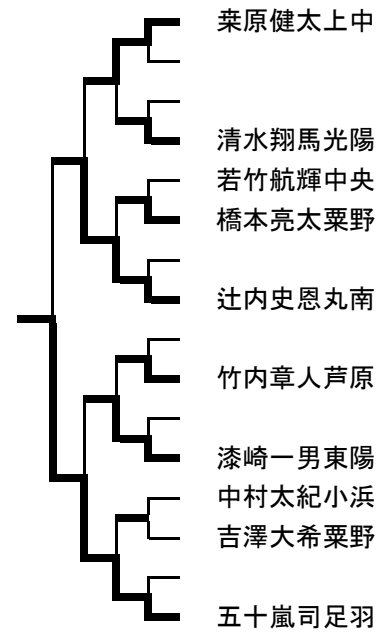 桒原健太上中
清水翔馬光陽
若竹航輝中央
橋本亮太粟野
辻内史恩丸南
竹内章人芦原
漆崎一男東陽
中村太紀小浜
吉澤大希粟野
五十嵐司足羽